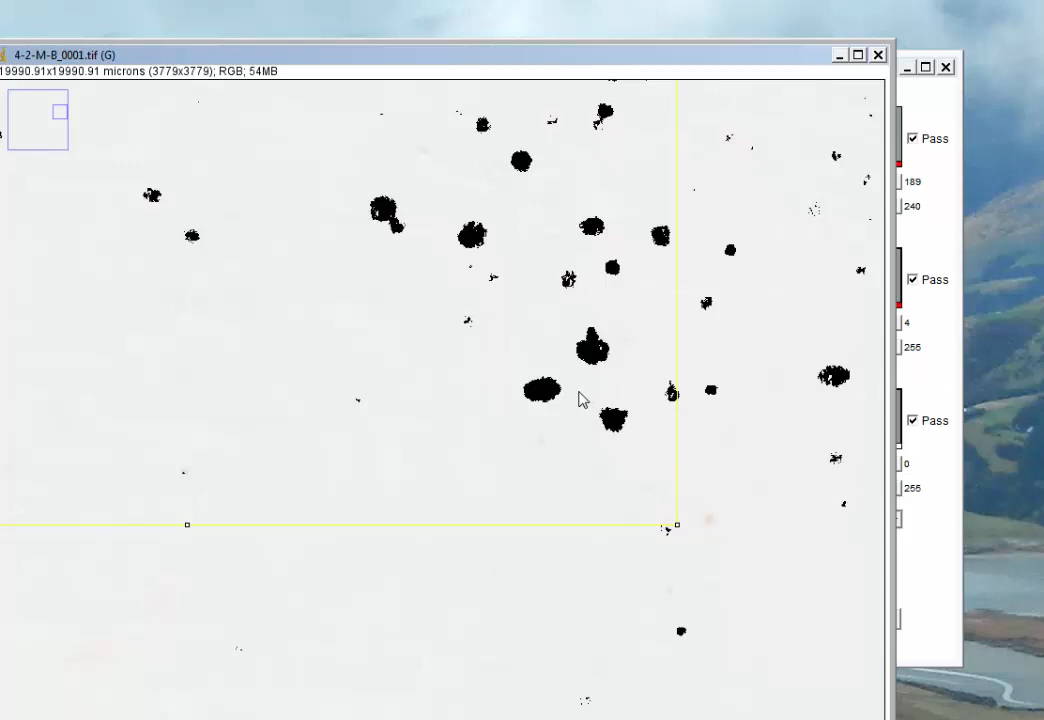 4-2-M-B_0001.tif (G)
19990.91x19990.91 microns (3779x3779); RGB; 54MB
Pass
189
240
Pass
4
255
Pass
0
255